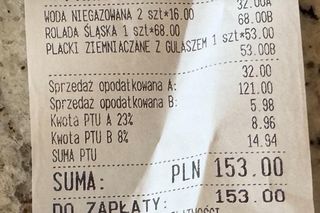 WODA NIEGAZOWANA 2 szt*16.00 32.00A
ROLADA ŚLĄSKA 1 szt*68.00 68.00B
PLACKI ZIEMNIACZANE Z GULASZEM 1 szt*53.00
53.00B
Sprzedaż opodatkowana A: 32.00
Sprzedaż opodatkowana B: 121.00
Kwota PTU A 23% 5.98
Kwota PTU B 8% 8.96
SUMA PTU 14.94
SUMA: PLN 153.00
DO ZAPŁATY: 153.00